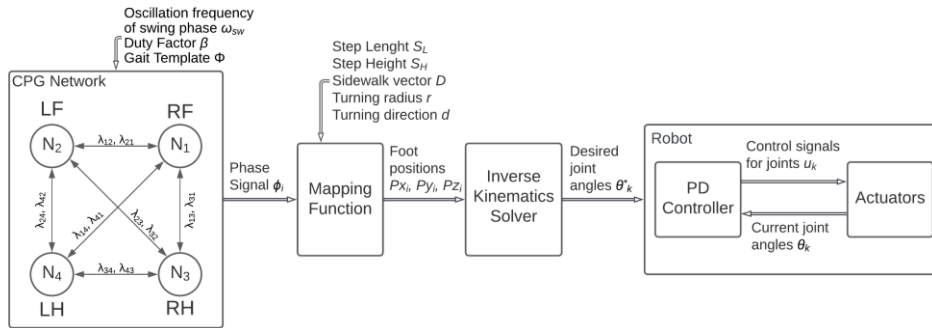 Oscillation frequency
of swing phase ω_sw
Duty Factor β
Gait Template Φ
CPG Network
LF
RF
N₂
λ₁₂, λ₂₁
N₁
λ₂₄, λ₄₂
λ₁₄, λ₄₁
λ₂₃, λ₃₂
λ₁₃, λ₃₁
N₄
λ₃₄, λ₄₃
N₃
LH
RH
Phase
Signal ϕᵢ
Step Lenght S_L
Step Height S_H
Sidewalk vector D
Turning radius r
Turning direction d
Mapping
Function
Foot
positions
Pxᵢ, Pyᵢ, Pzᵢ
Inverse
Kinematics
Solver
Desired
joint
angles θ*ₖ
Robot
PD
Controller
Control signals
for joints uₖ
Current joint
angles θₖ
Actuators